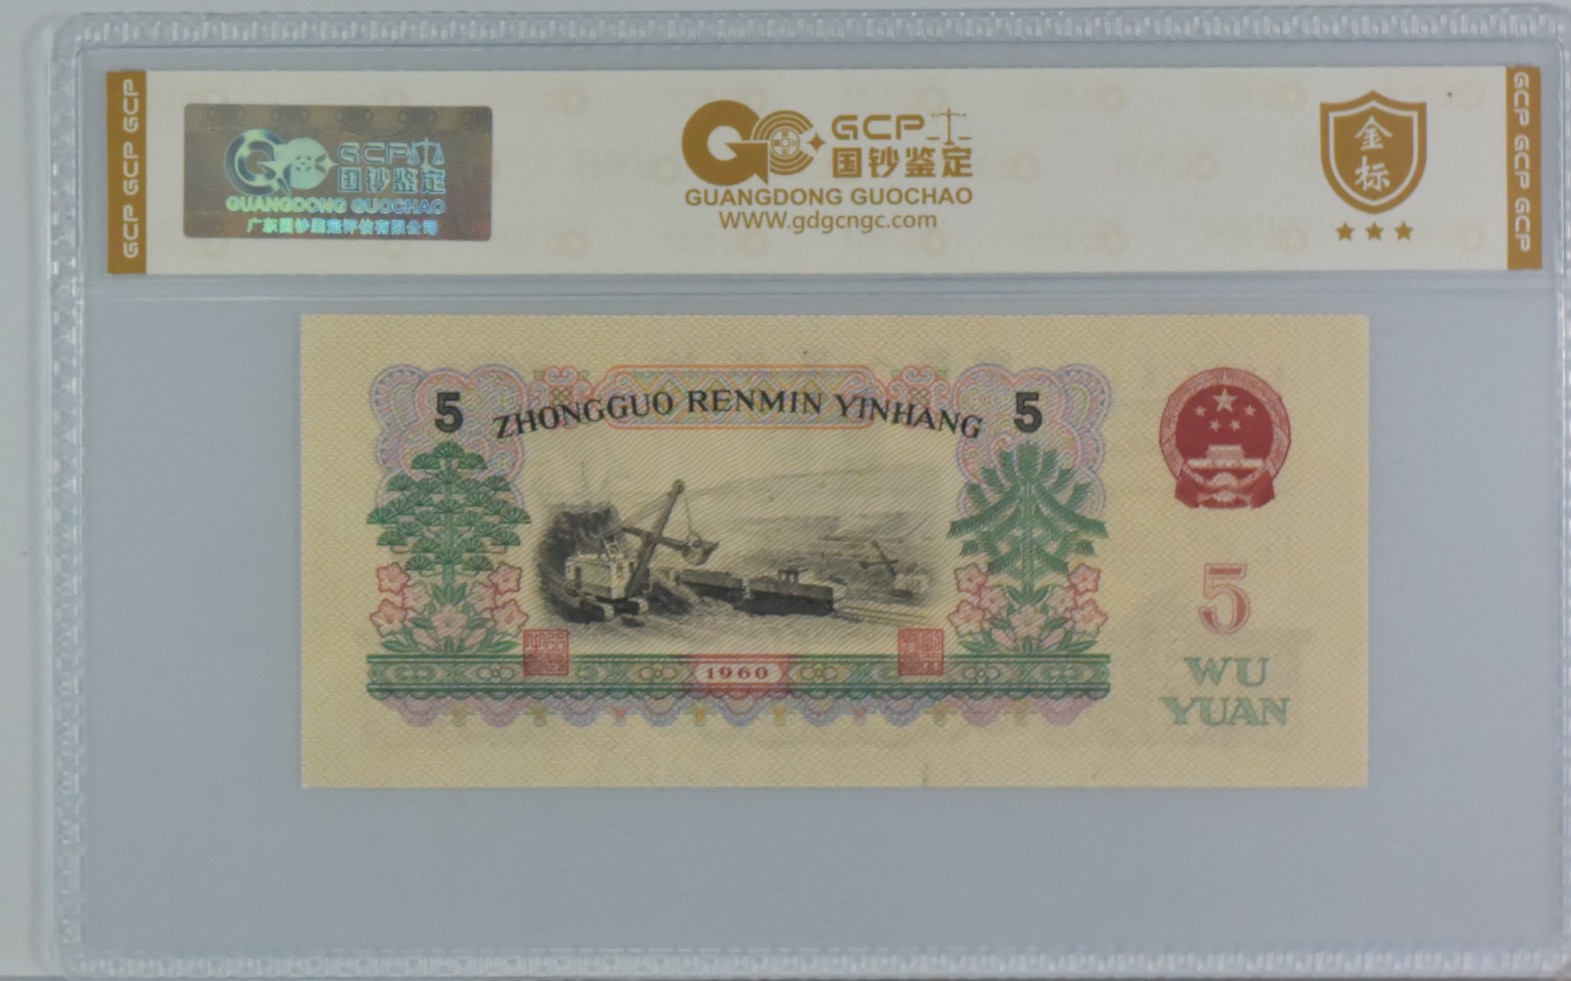 GCP GCP GCP
GCP
国钞鉴定
GUANGDONG GUOCHAO
广东国钞鉴定评估有限公司
GCP
国钞鉴定
GUANGDONG GUOCHAO
WWW.gdgcngc.com
金
标
GCP GCP GCP
5 ZHONGGUO RENMIN YINHANG 5
1960
5
WU
YUAN